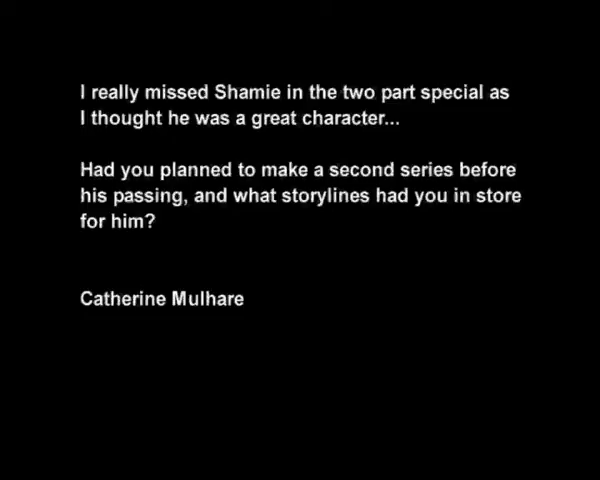 I really missed Shamie in the two part special as
I thought he was a great character...
Had you planned to make a second series before
his passing, and what storylines had you in store
for him?
Catherine Mulhare